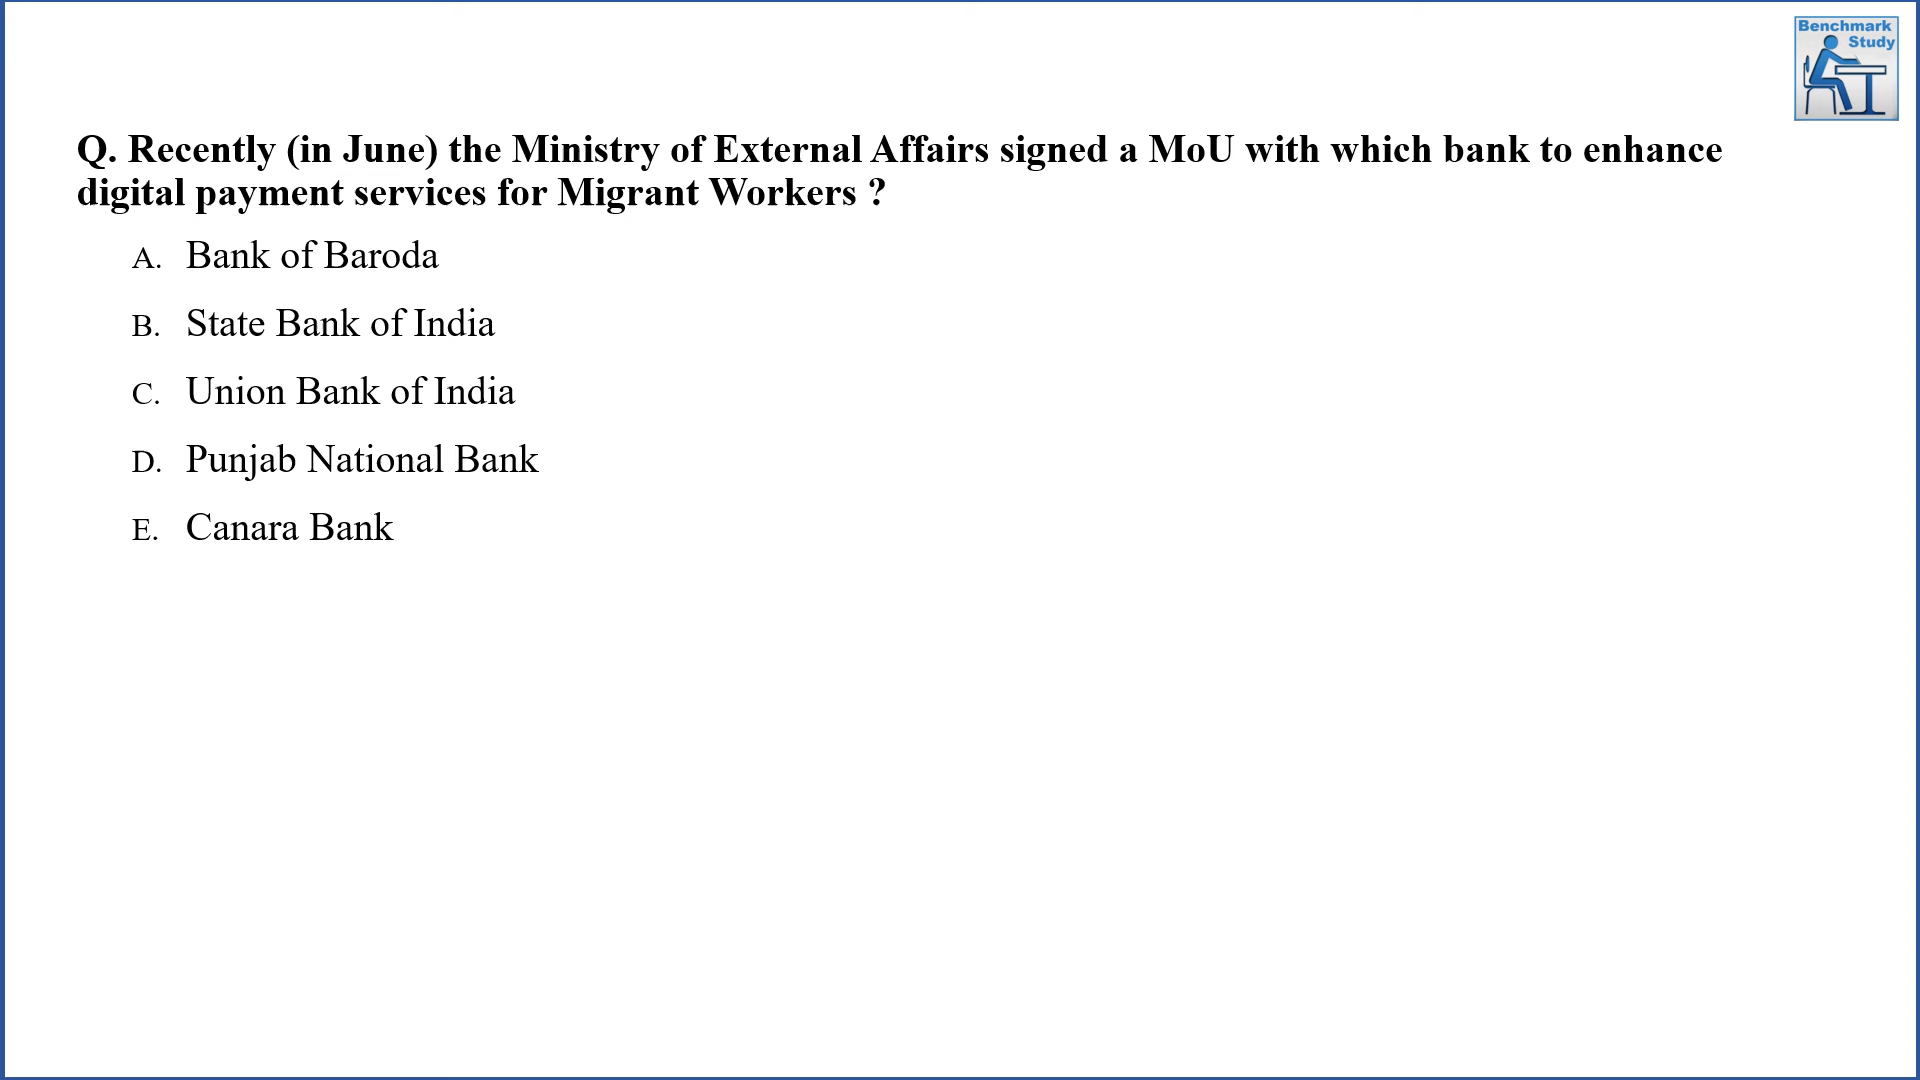 Benchmark
Study
Q. Recently (in June) the Ministry of External Affairs signed a MoU with which bank to enhance
digital payment services for Migrant Workers ?
A. Bank of Baroda
B. State Bank of India
C. Union Bank of India
D. Punjab National Bank
E. Canara Bank